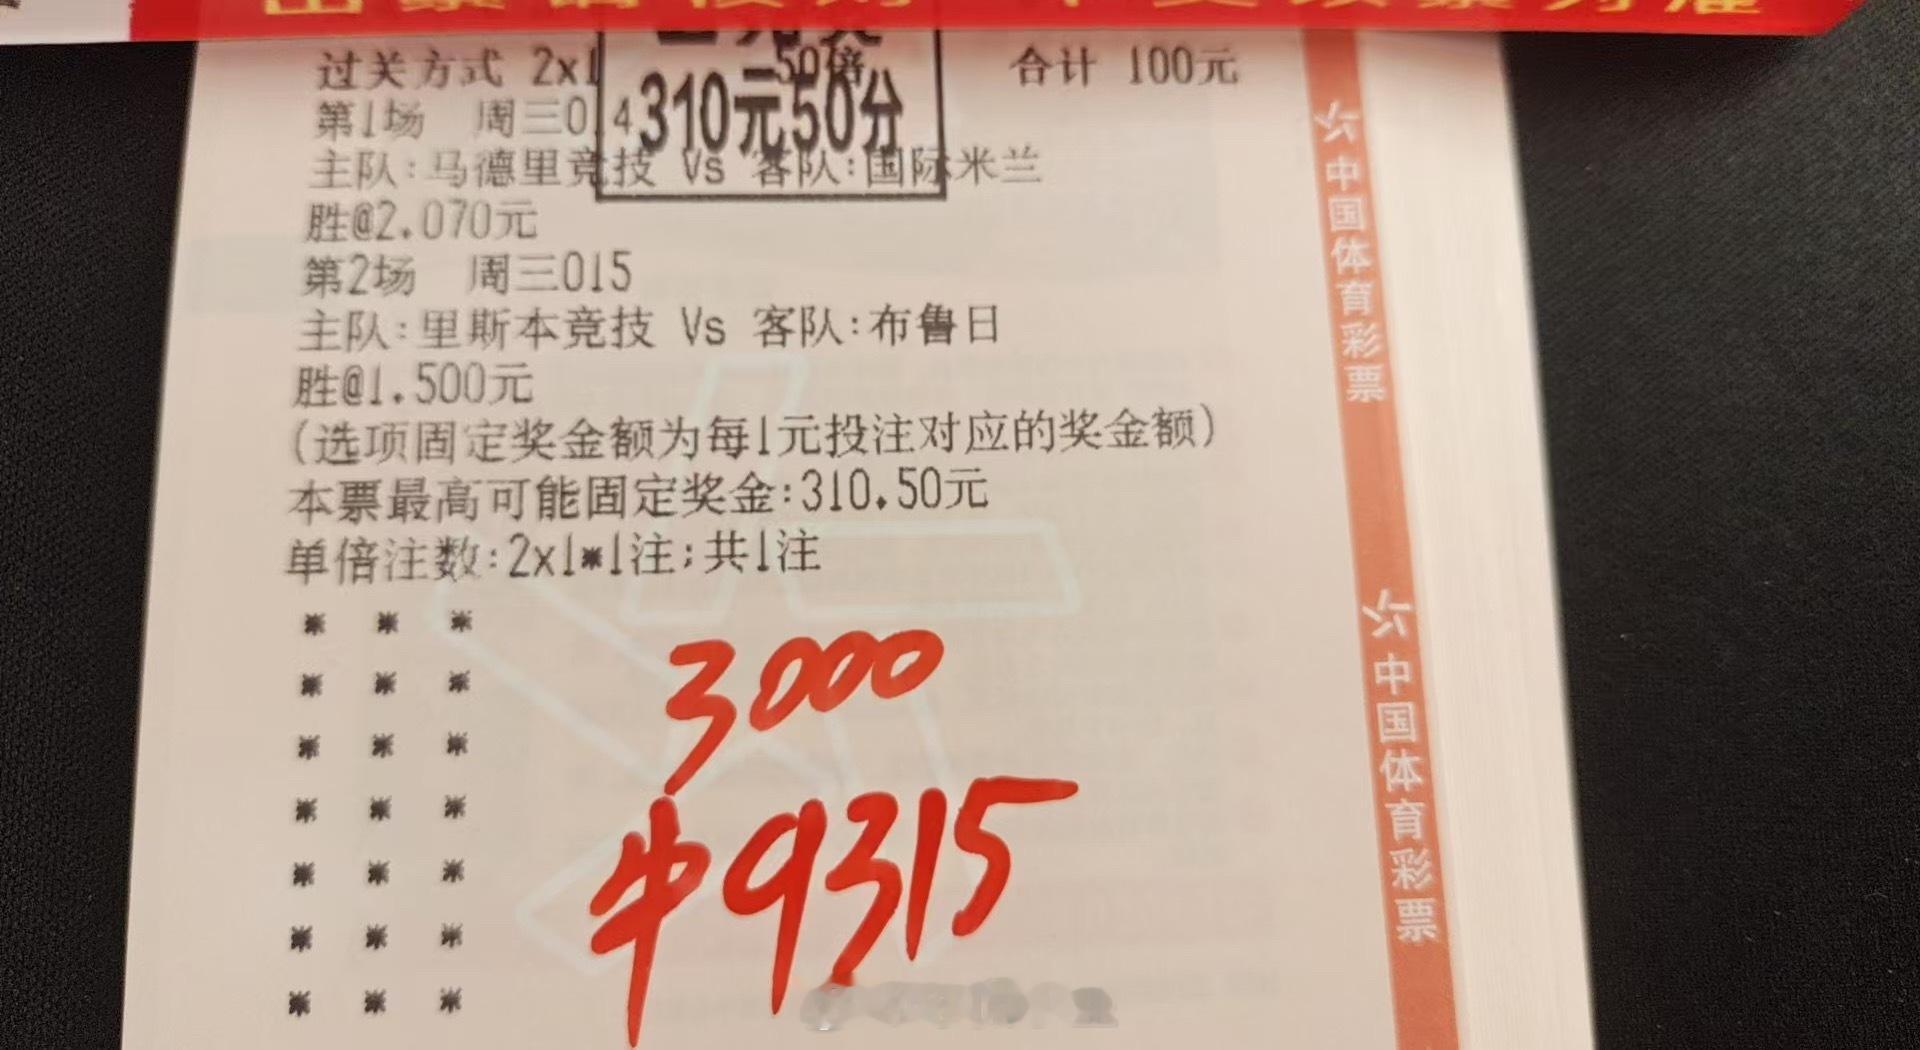 过关方式 2x1 50倍 合计 100元
310元50分
第1场 周三014
主队:马德里竞技 Vs 客队:国际米兰
胜@2.070元
第2场 周三015
主队:里斯本竞技 Vs 客队:布鲁日
胜@1.500元
(选项固定奖金额为每1元投注对应的奖金额)
本票最高可能固定奖金:310.50元
单倍注数:2x1*1注;共1注
* * *
* * *
* * *
* * *
* * *
* * *
* * *
3000
中9315
中国体育彩票
中国体育彩票